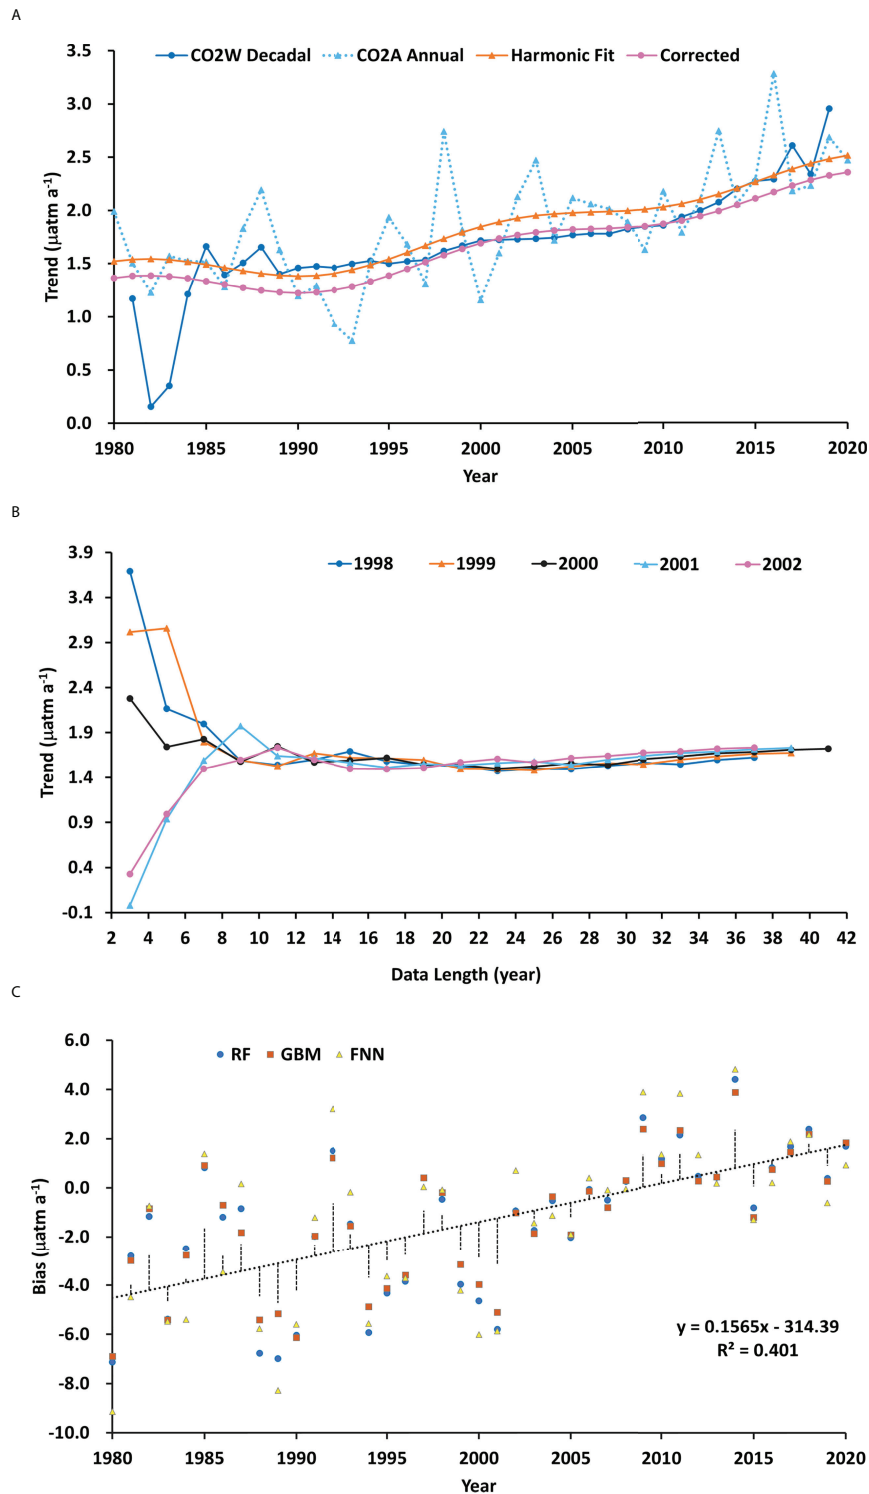 A
CO2W Decadal CO2A Annual Harmonic Fit Corrected
3.5
3.0
2.5
2.0
1.5
1.0
0.5
0.0
Trend (µatm a⁻¹)
1980 1985 1990 1995 2000 2005 2010 2015 2020
Year
B
1998 1999 2000 2001 2002
3.9
3.4
2.9
2.4
1.9
1.4
0.9
0.4
-0.1
Trend (µatm a⁻¹)
2 4 6 8 10 12 14 16 18 20 22 24 26 28 30 32 34 36 38 40 42
Data Length (year)
C
RF GBM FNN
6.0
4.0
2.0
0.0
-2.0
-4.0
-6.0
-8.0
-10.0
Bias (µatm a⁻¹)
y = 0.1565x - 314.39
R² = 0.401
1980 1985 1990 1995 2000 2005 2010 2015 2020
Year